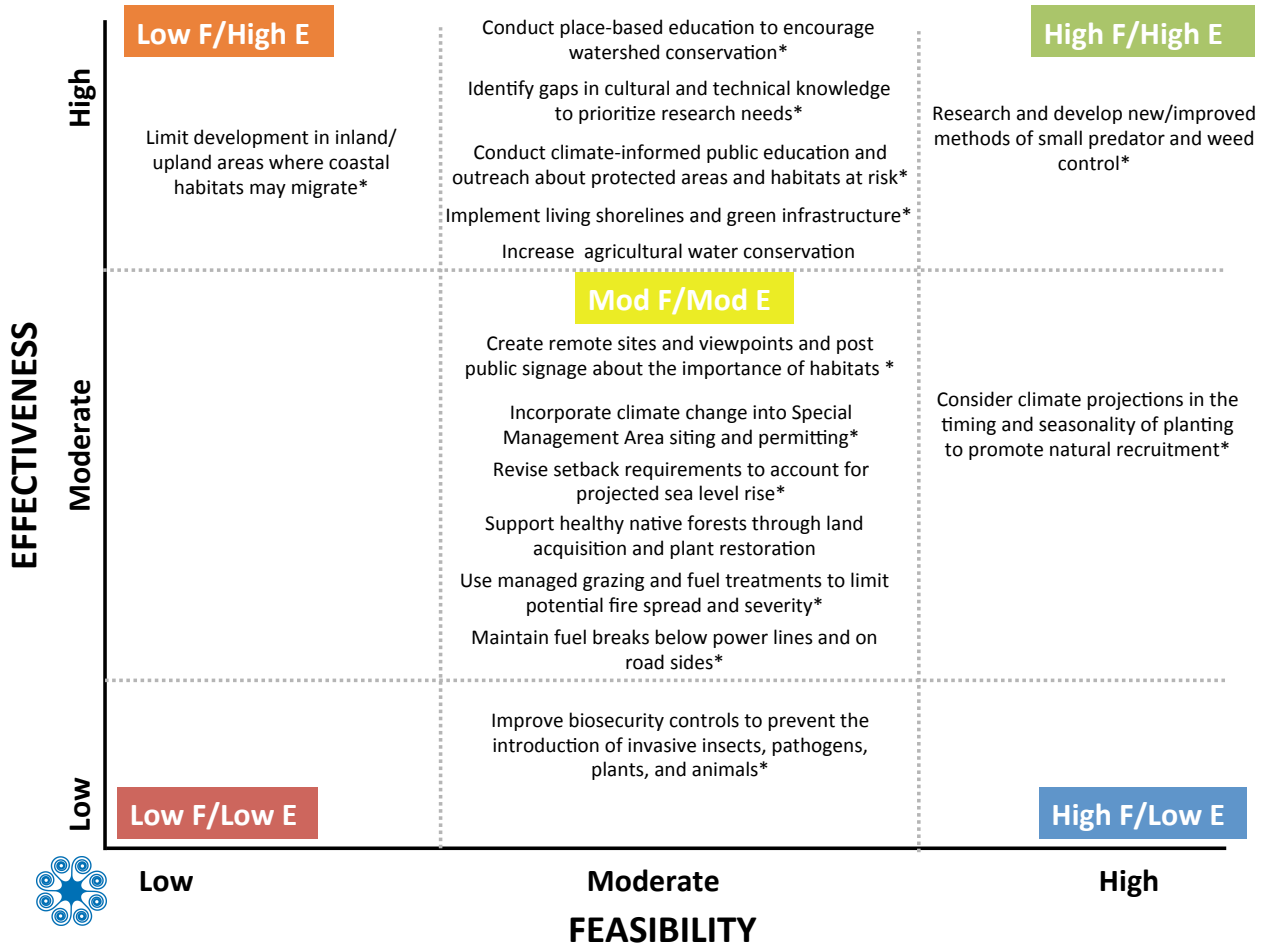 Low F/High E
High F/High E
High
Limit development in inland/
upland areas where coastal
habitats may migrate*
Conduct place-based education to encourage
watershed conservation*
Identify gaps in cultural and technical knowledge
to prioritize research needs*
Conduct climate-informed public education and
outreach about protected areas and habitats at risk*
Implement living shorelines and green infrastructure*
Increase agricultural water conservation
Research and develop new/improved
methods of small predator and weed
control*
EFFECTIVENESS
Moderate
Mod F/Mod E
Create remote sites and viewpoints and post
public signage about the importance of habitats *
Incorporate climate change into Special
Management Area siting and permitting*
Revise setback requirements to account for
projected sea level rise*
Support healthy native forests through land
acquisition and plant restoration
Use managed grazing and fuel treatments to limit
potential fire spread and severity*
Maintain fuel breaks below power lines and on
road sides*
Consider climate projections in the
timing and seasonality of planting
to promote natural recruitment*
Low
Improve biosecurity controls to prevent the
introduction of invasive insects, pathogens,
plants, and animals*
Low F/Low E
High F/Low E
Low
Moderate
High
FEASIBILITY